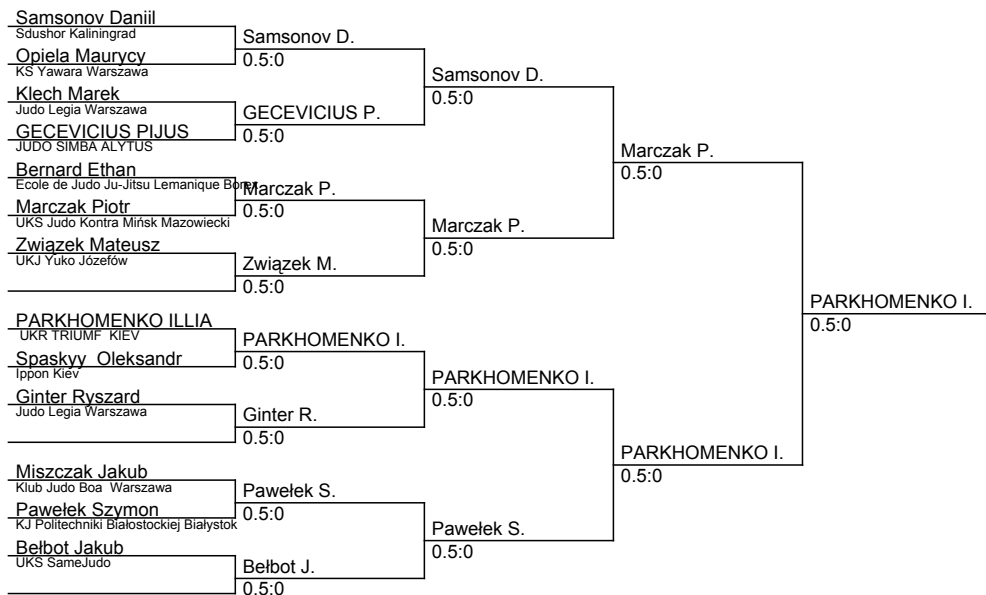 Samsonov Daniil
Sdushor Kaliningrad
Opiela Maurycy
KS Yawara Warszawa
Klech Marek
Judo Legia Warszawa
GECEVICIUS PIJUS
JUDO SIMBA ALYTUS
Bernard Ethan
Ecole de Judo Ju-Jitsu Lemanique Borex
Marczak Piotr
UKS Judo Kontra Mińsk Mazowiecki
Związek Mateusz
UKJ Yuko Józefów
PARKHOMENKO ILLIA
UKR TRIUMF KIEV
Spaskyy Oleksandr
Ippon Kiev
Ginter Ryszard
Judo Legia Warszawa
Miszczak Jakub
Klub Judo Boa Warszawa
Pawełek Szymon
KJ Politechniki Białostockiej Białystok
Bełbot Jakub
UKS SameJudo
Samsonov D.
0.5:0
GECEVICIUS P.
0.5:0
Marczak P.
0.5:0
Związek M.
0.5:0
PARKHOMENKO I.
0.5:0
Ginter R.
0.5:0
Pawełek S.
0.5:0
Bełbot J.
0.5:0
Samsonov D.
0.5:0
Marczak P.
0.5:0
PARKHOMENKO I.
0.5:0
Pawełek S.
0.5:0
Marczak P.
0.5:0
PARKHOMENKO I.
0.5:0
PARKHOMENKO I.
0.5:0